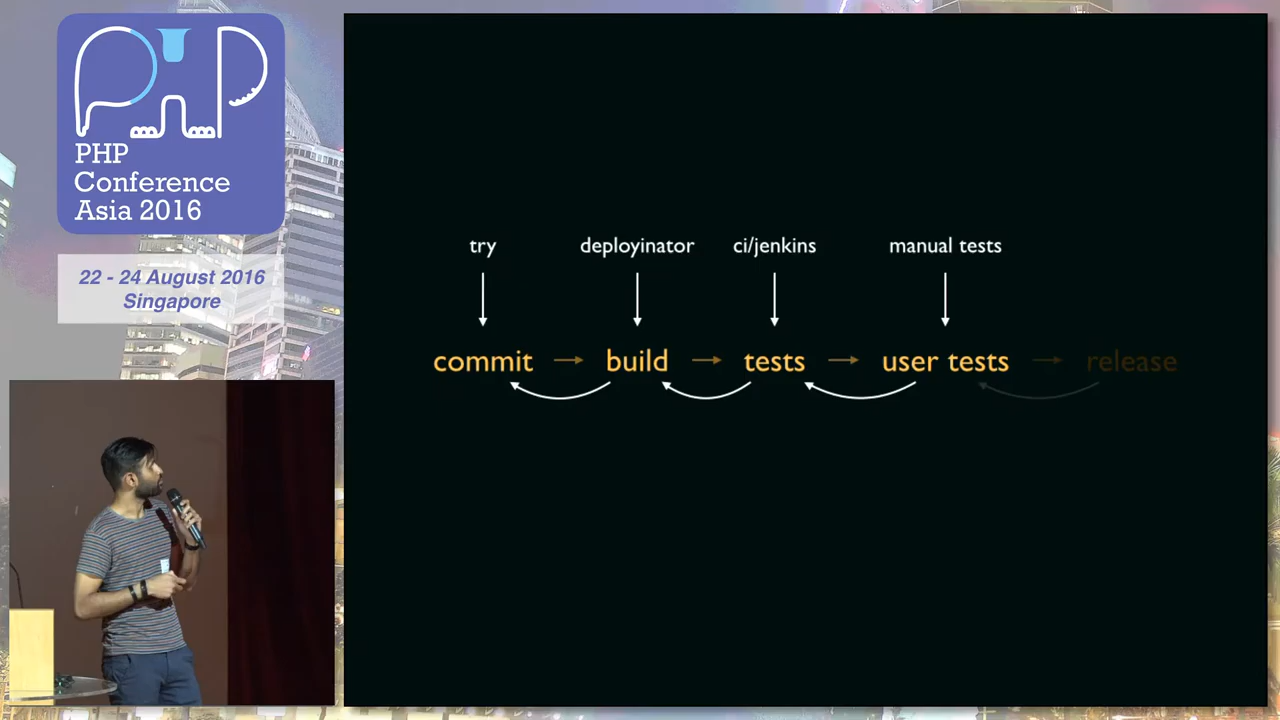 PHP
Conference
Asia 2016
22 - 24 August 2016
Singapore
try deployinator ci/jenkins manual tests
commit build tests user tests release